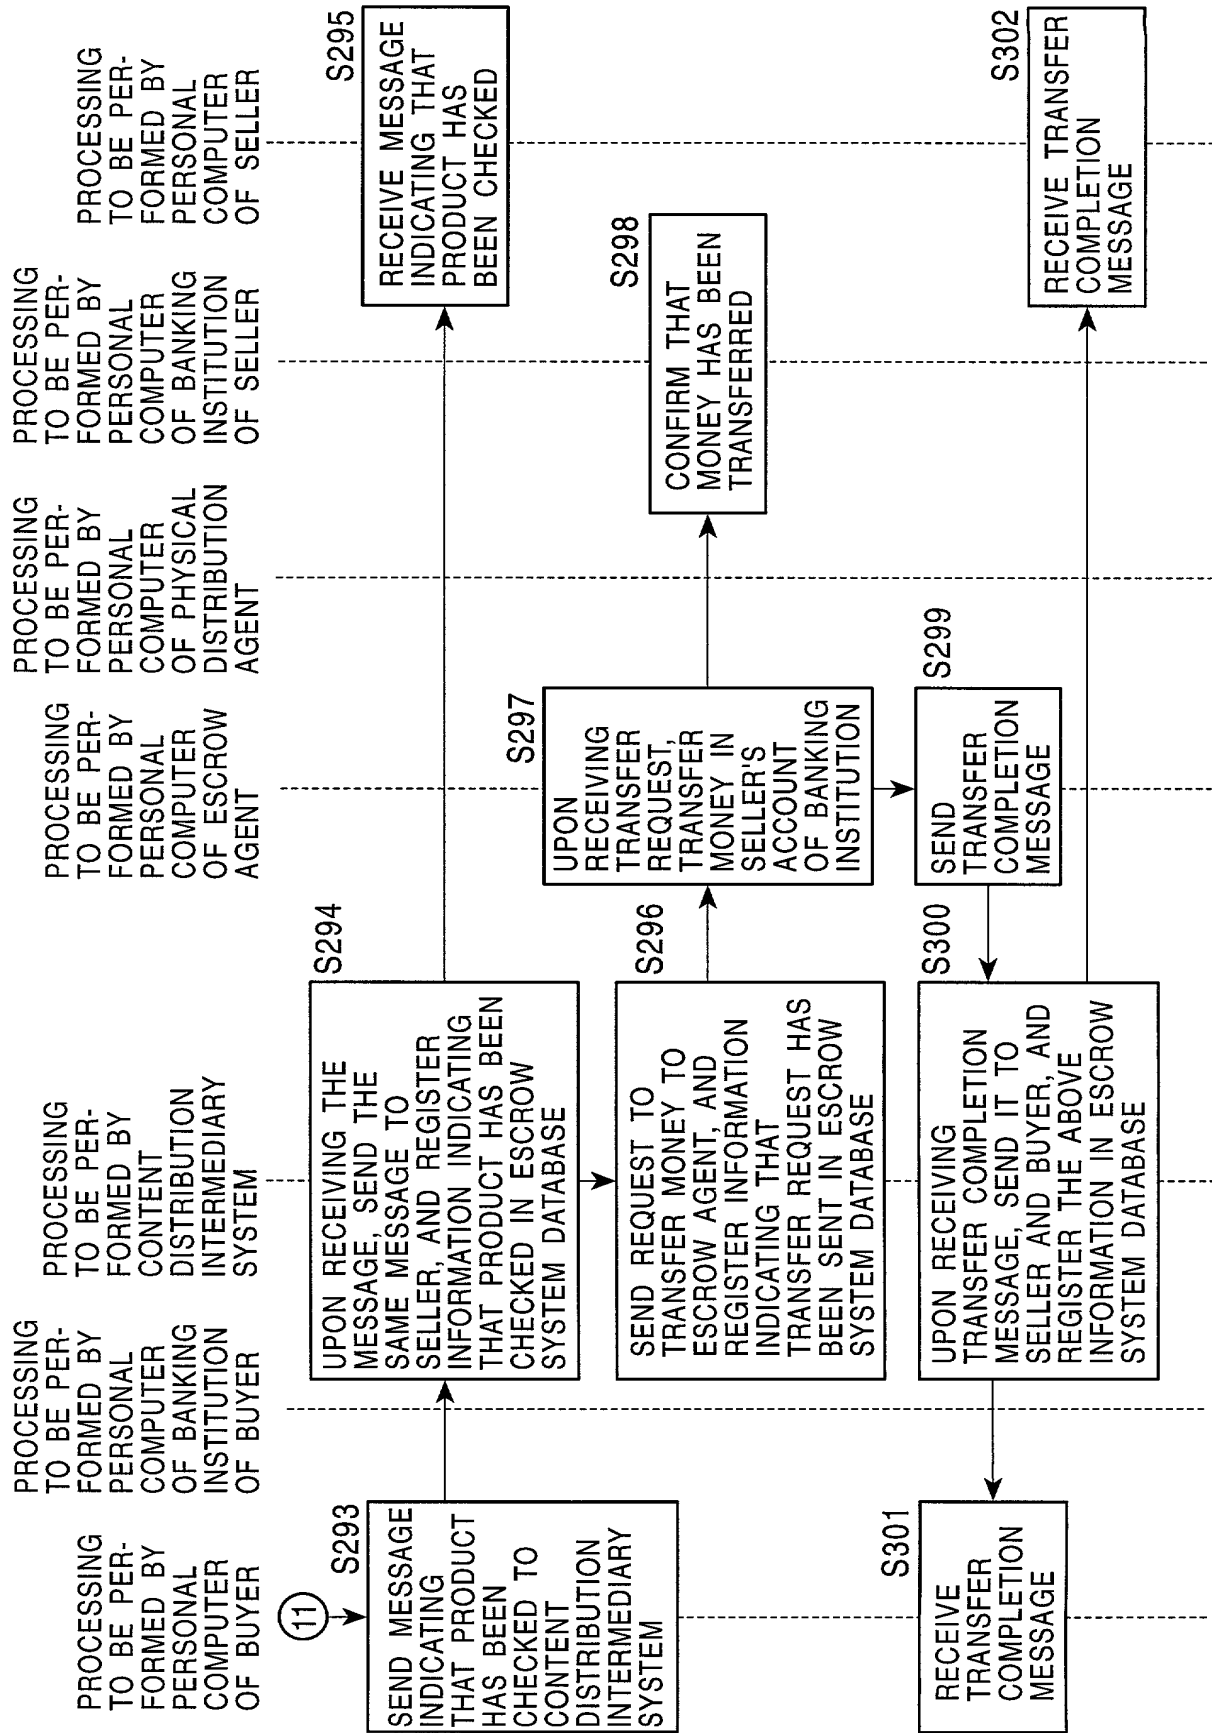 PROCESSING
TO BE PER-
FORMED BY
PERSONAL
COMPUTER
OF BUYER
PROCESSING
TO BE PER-
FORMED BY
PERSONAL
COMPUTER
OF BANKING
INSTITUTION
OF BUYER
PROCESSING
TO BE PER-
FORMED BY
CONTENT
DISTRIBUTION
INTERMEDIARY
SYSTEM
PROCESSING
TO BE PER-
FORMED BY
PERSONAL
COMPUTER
OF ESCROW
AGENT
PROCESSING
TO BE PER-
FORMED BY
PERSONAL
COMPUTER
OF PHYSICAL
DISTRIBUTION
AGENT
PROCESSING
TO BE PER-
FORMED BY
PERSONAL
COMPUTER
OF BANKING
INSTITUTION
OF SELLER
PROCESSING
TO BE PER-
FORMED BY
PERSONAL
COMPUTER
OF SELLER
11
S293
SEND MESSAGE
INDICATING
THAT PRODUCT
HAS BEEN
CHECKED TO
CONTENT
DISTRIBUTION
INTERMEDIARY
SYSTEM
S294
UPON RECEIVING THE
MESSAGE, SEND THE
SAME MESSAGE TO
SELLER, AND REGISTER
INFORMATION INDICATING
THAT PRODUCT HAS BEEN
CHECKED IN ESCROW
SYSTEM DATABASE
S295
RECEIVE MESSAGE
INDICATING THAT
PRODUCT HAS
BEEN CHECKED
S296
SEND REQUEST TO
TRANSFER MONEY TO
ESCROW AGENT, AND
REGISTER INFORMATION
INDICATING THAT
TRANSFER REQUEST HAS
BEEN SENT IN ESCROW
SYSTEM DATABASE
S297
UPON
RECEIVING
TRANSFER
REQUEST,
TRANSFER
MONEY IN
SELLER'S
ACCOUNT
OF BANKING
INSTITUTION
S298
CONFIRM THAT
MONEY HAS BEEN
TRANSFERRED
S299
SEND
TRANSFER
COMPLETION
MESSAGE
S300
UPON RECEIVING
TRANSFER COMPLETION
MESSAGE, SEND IT TO
SELLER AND BUYER, AND
REGISTER THE ABOVE
INFORMATION IN ESCROW
SYSTEM DATABASE
S301
RECEIVE
TRANSFER
COMPLETION
MESSAGE
S302
RECEIVE TRANSFER
COMPLETION
MESSAGE